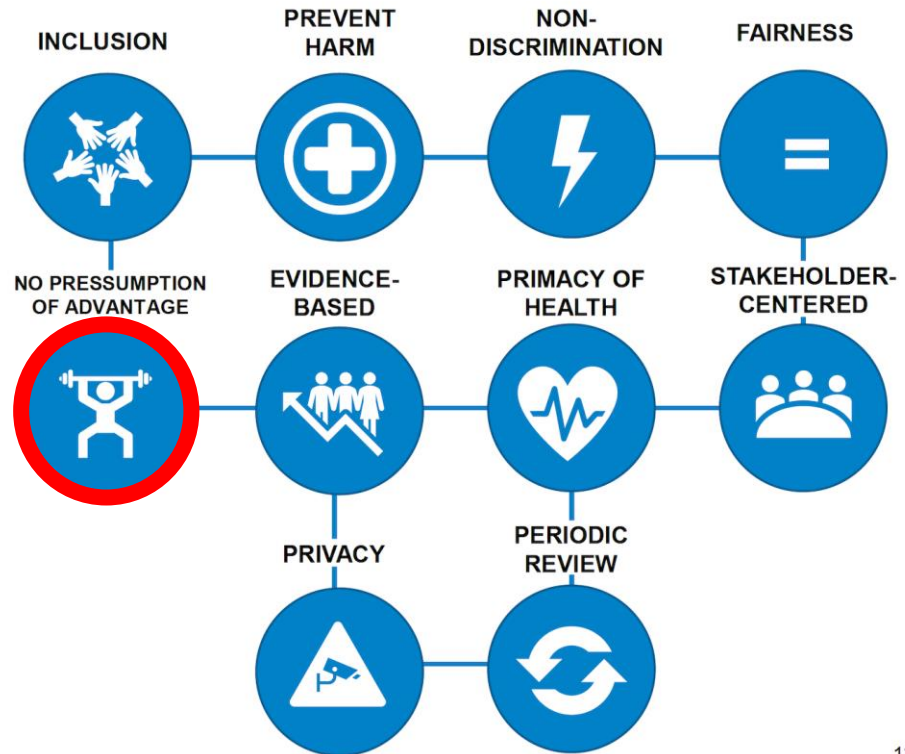 INCLUSION
PREVENT
HARM
NON-
DISCRIMINATION
FAIRNESS
NO PRESSUMPTION
OF ADVANTAGE
EVIDENCE-
BASED
PRIMACY OF
HEALTH
STAKEHOLDER-
CENTERED
PRIVACY
PERIODIC
REVIEW